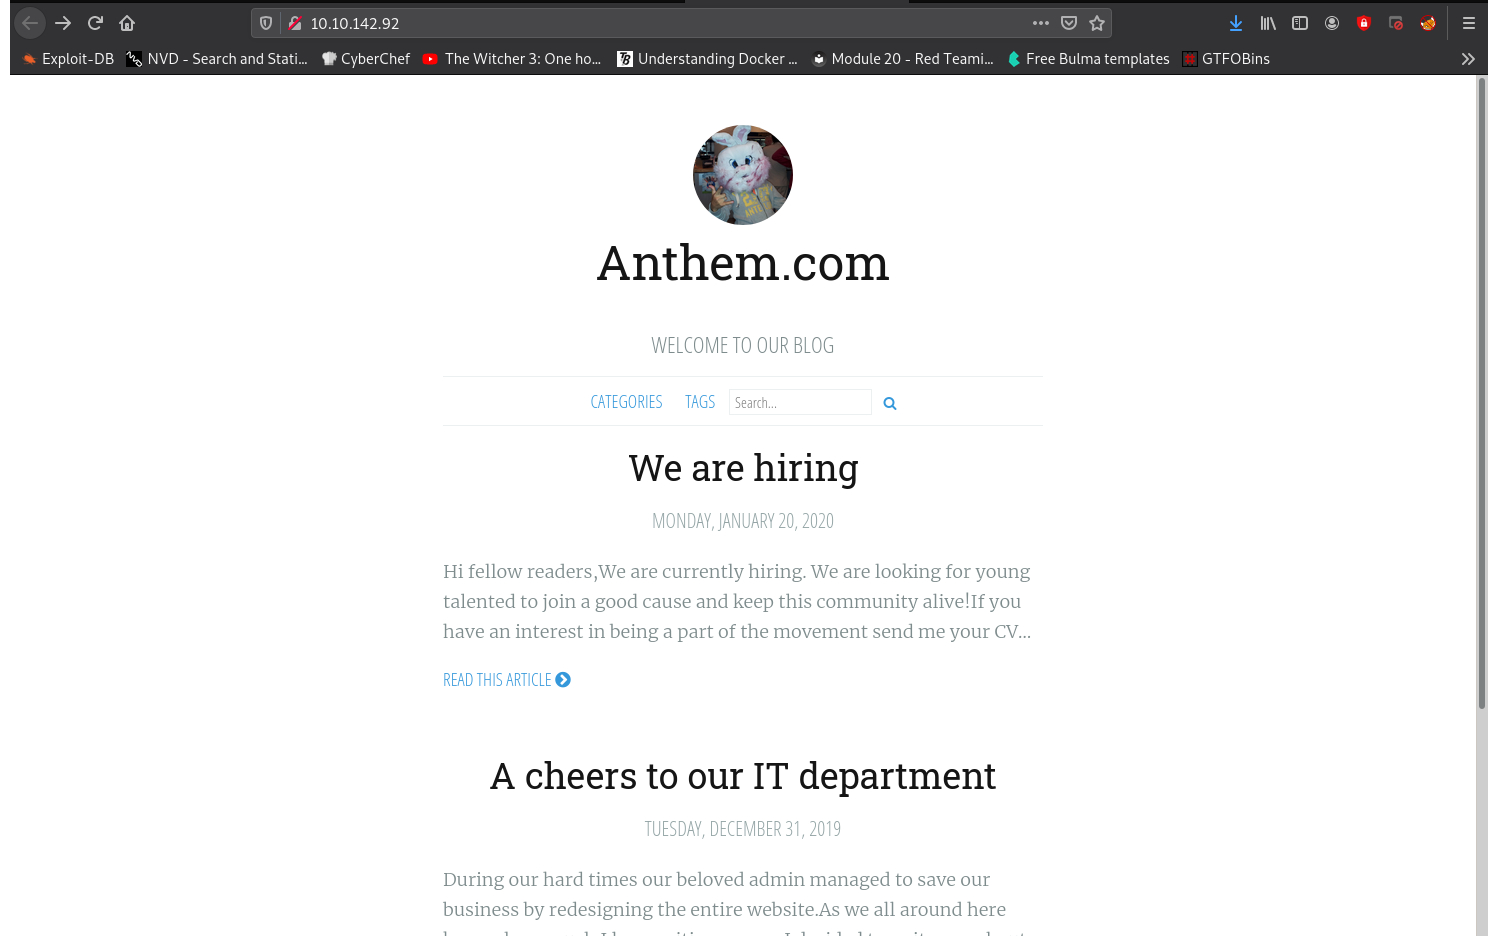 10.10.142.92
Exploit-DB NVD - Search and Stati... CyberChef The Witcher 3: One ho... Understanding Docker ... Module 20 - Red Teami... Free Bulma templates GTFOBins
Anthem.com
WELCOME TO OUR BLOG
CATEGORIES TAGS Search...
We are hiring
MONDAY, JANUARY 20, 2020
Hi fellow readers,We are currently hiring. We are looking for young
talented to join a good cause and keep this community alive!If you
have an interest in being a part of the movement send me your CV...
READ THIS ARTICLE
A cheers to our IT department
TUESDAY, DECEMBER 31, 2019
During our hard times our beloved admin managed to save our
business by redesigning the entire website.As we all around here